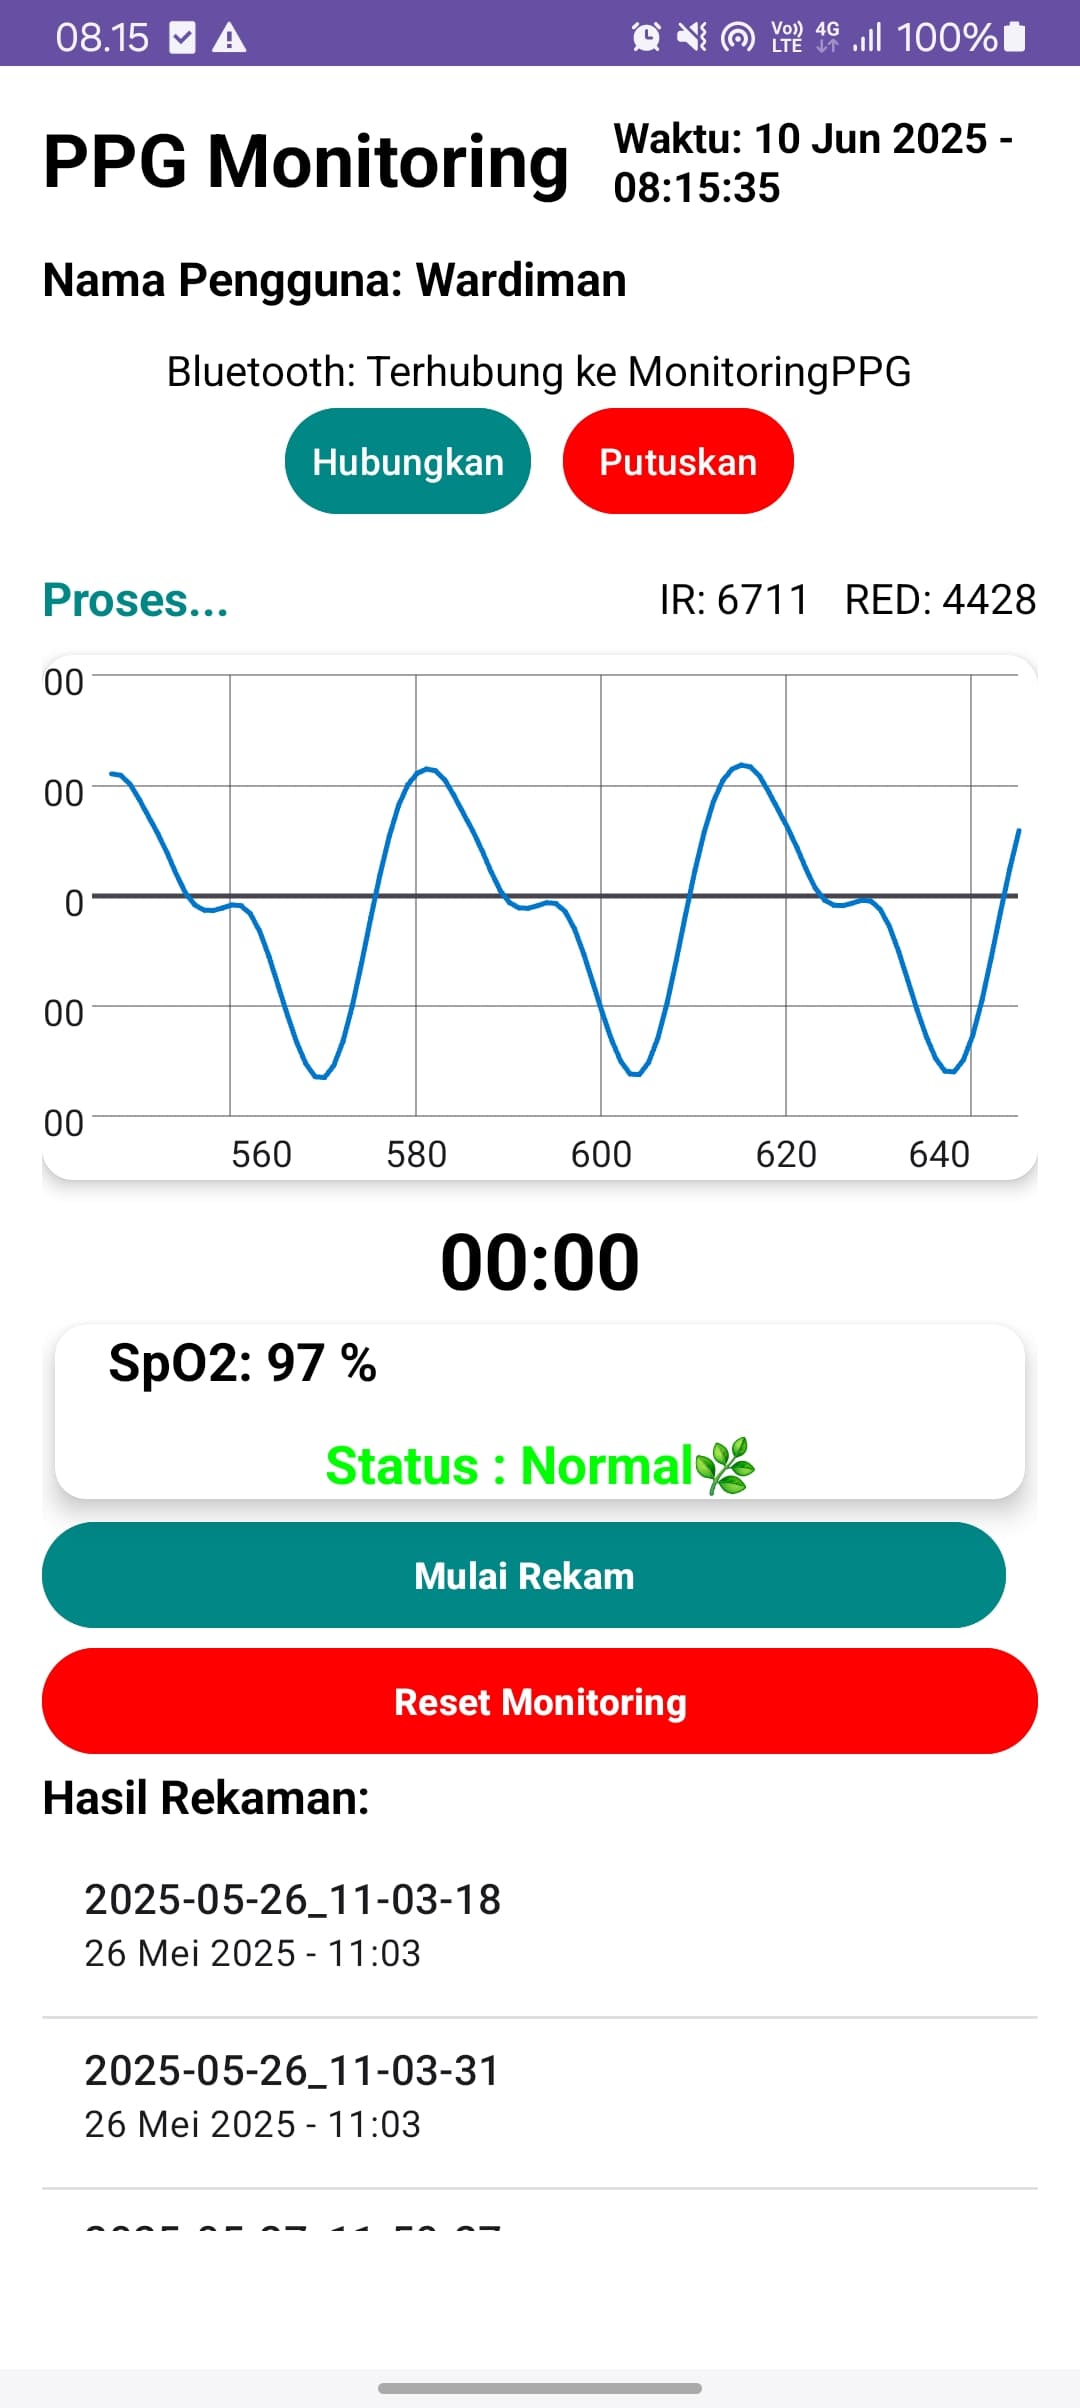 08.15 VoI) LTE 4G 100%
PPG Monitoring
Waktu: 10 Jun 2025 -
08:15:35
Nama Pengguna: Wardiman
Bluetooth: Terhubung ke MonitoringPPG
Hubungkan Putuskan
Proses... IR: 6711 RED: 4428
00
00
0
00
00
560 580 600 620 640
00:00
SpO2: 97 %
Status : Normal🌿
Mulai Rekam
Reset Monitoring
Hasil Rekaman:
2025-05-26_11-03-18
26 Mei 2025 - 11:03
2025-05-26_11-03-31
26 Mei 2025 - 11:03